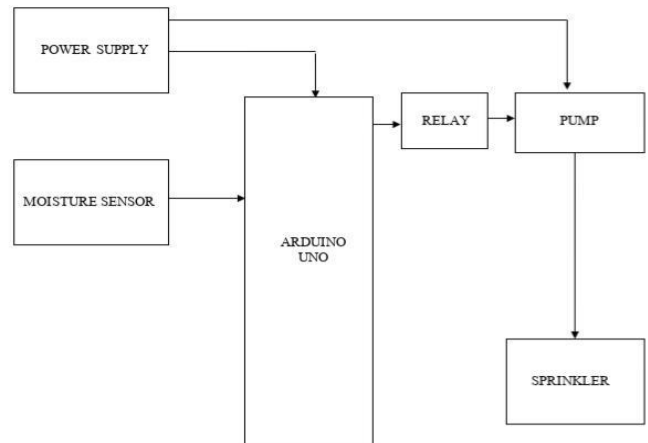 POWER SUPPLY
RELAY
PUMP
MOISTURE SENSOR
ARDUINO
UNO
SPRINKLER